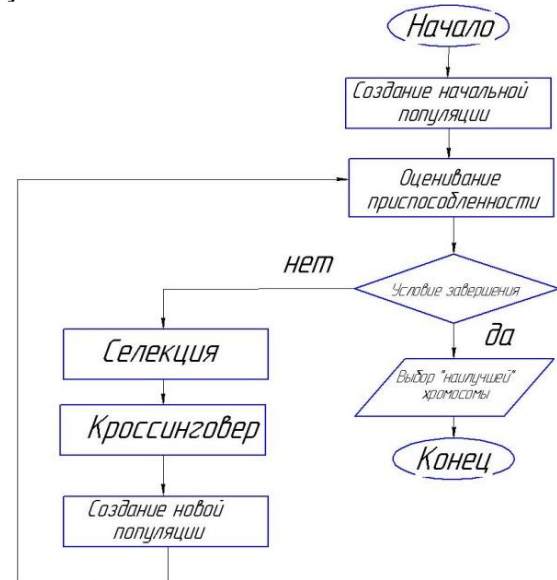 Начало
Создание начальной
популяции
Оценивание
приспособленности
Условие завершения
нет
да
Селекция
Выбор "наилучшей"
хромосомы
Кроссинговер
Конец
Создание новой
популяции